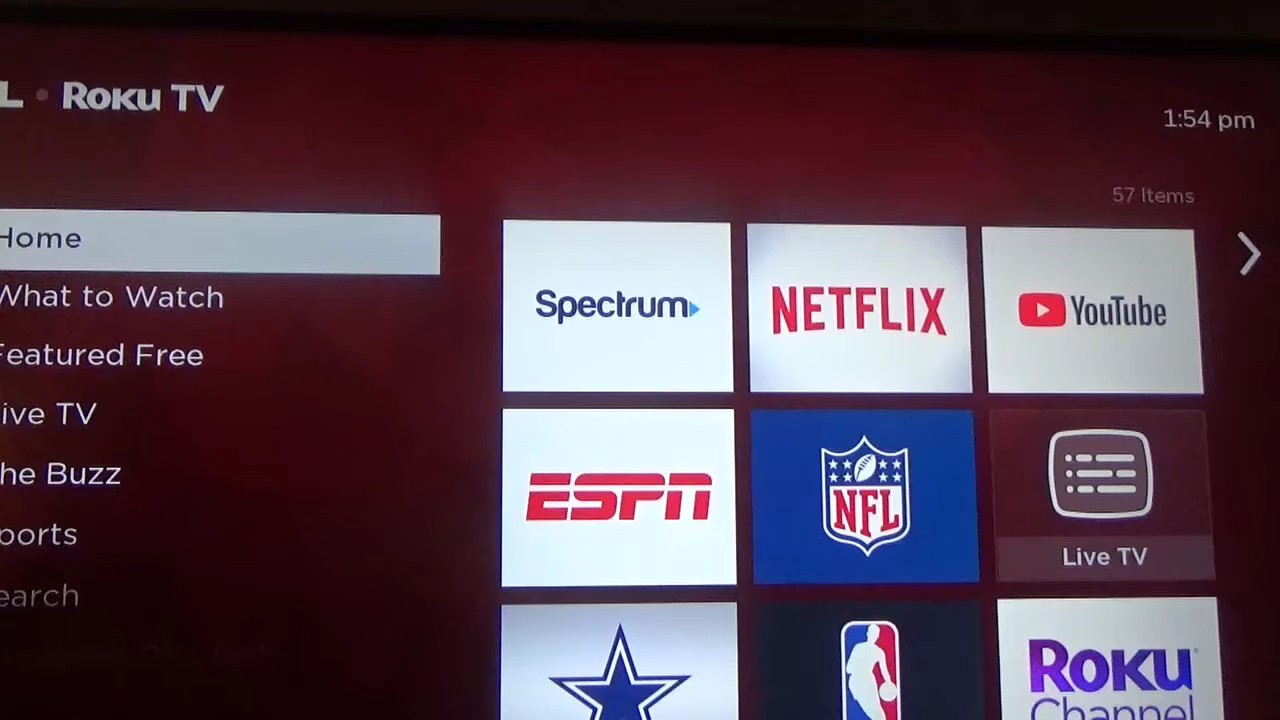 L • Roku TV
1:54 pm
57 Items
Home
What to Watch
Featured Free
ive TV
he Buzz
ports
earch
Spectrum
NETFLIX
YouTube
ESPN
NFL
Live TV
Roku
Channel